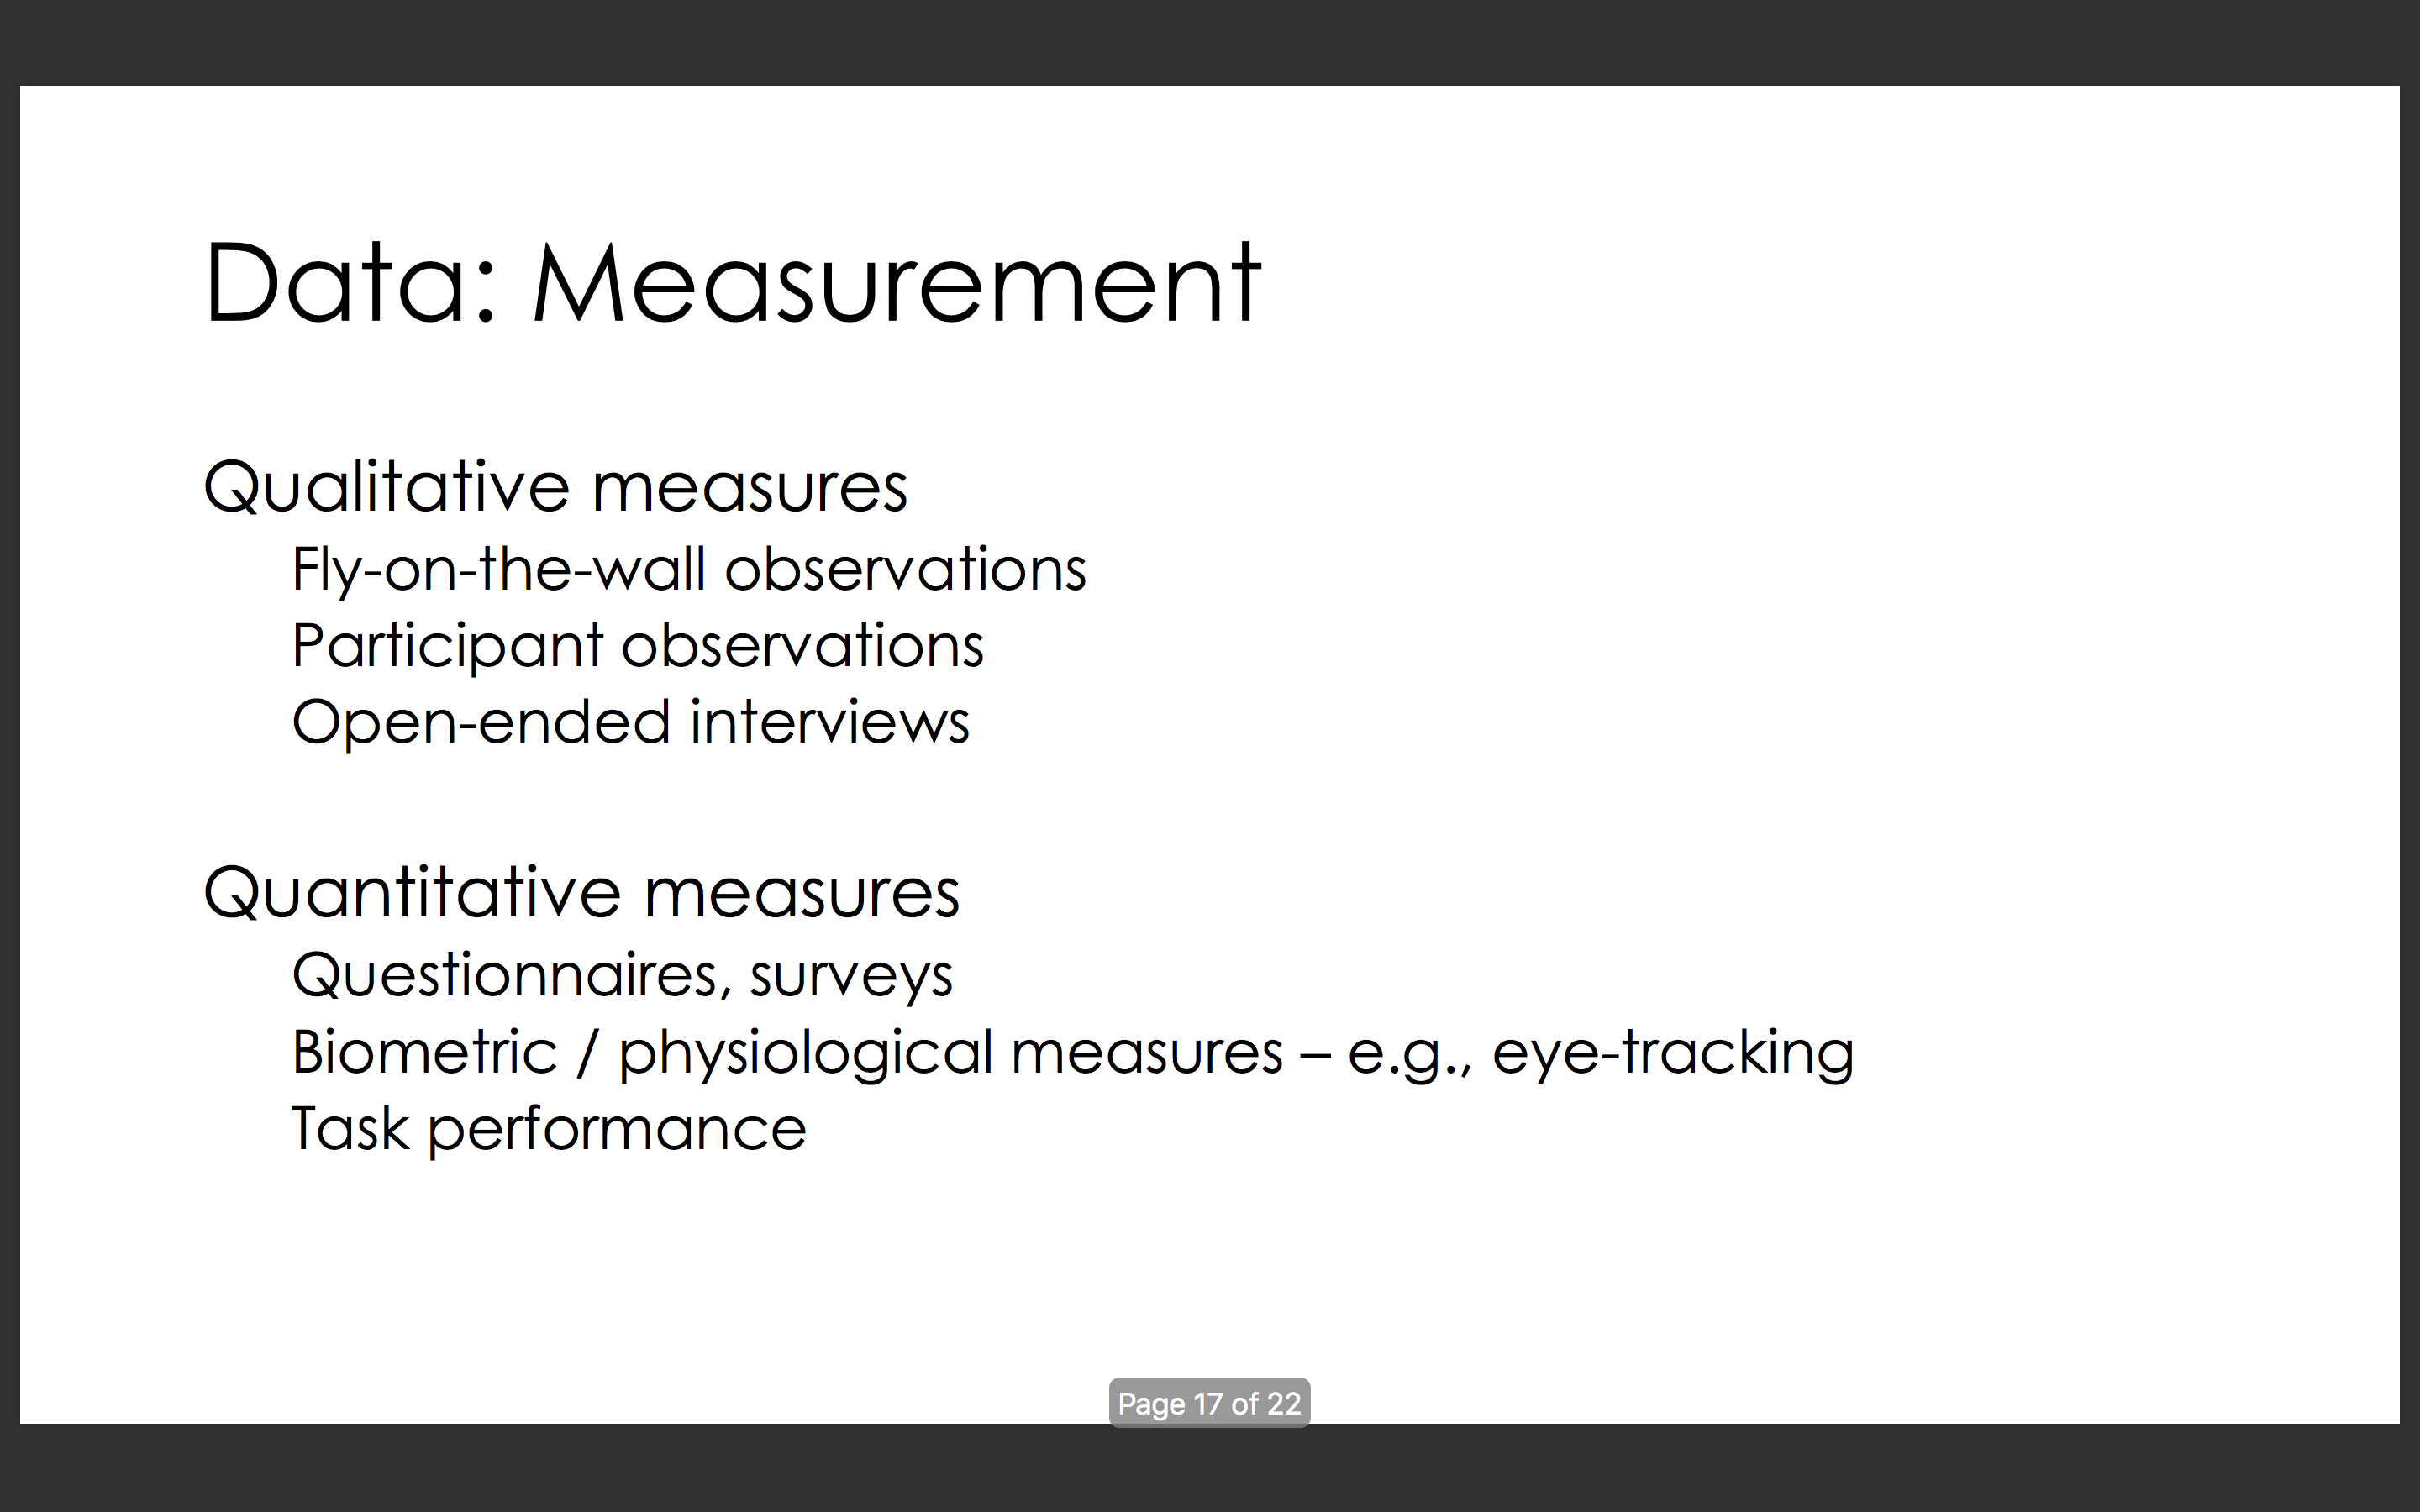 Data: Measurement
Qualitative measures
Fly-on-the-wall observations
Participant observations
Open-ended interviews
Quantitative measures
Questionnaires, surveys
Biometric / physiological measures – e.g., eye-tracking
Task performance
Page 17 of 22